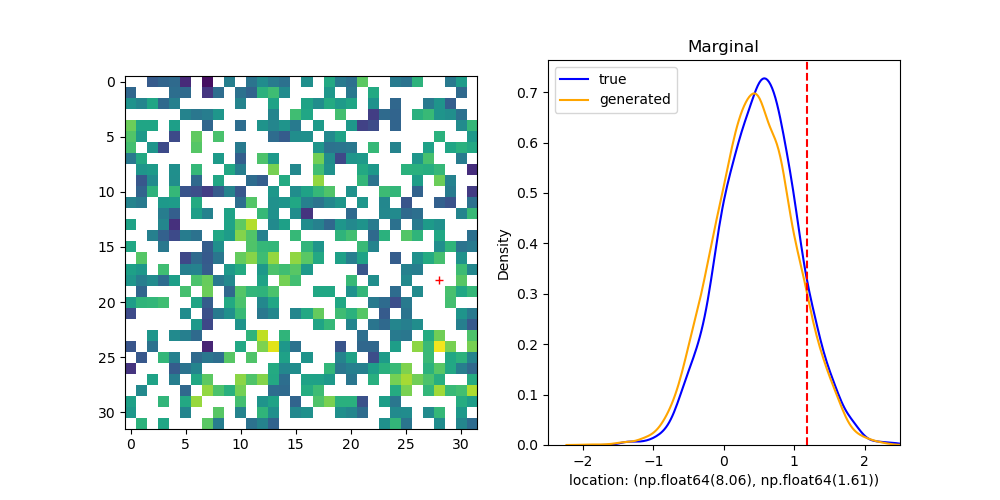 Marginal
true
generated
Density
0
5
10
15
20
25
30
0 5 10 15 20 25 30
0.7
0.6
0.5
0.4
0.3
0.2
0.1
0.0
−2 −1 0 1 2
location: (np.float64(8.06), np.float64(1.61))